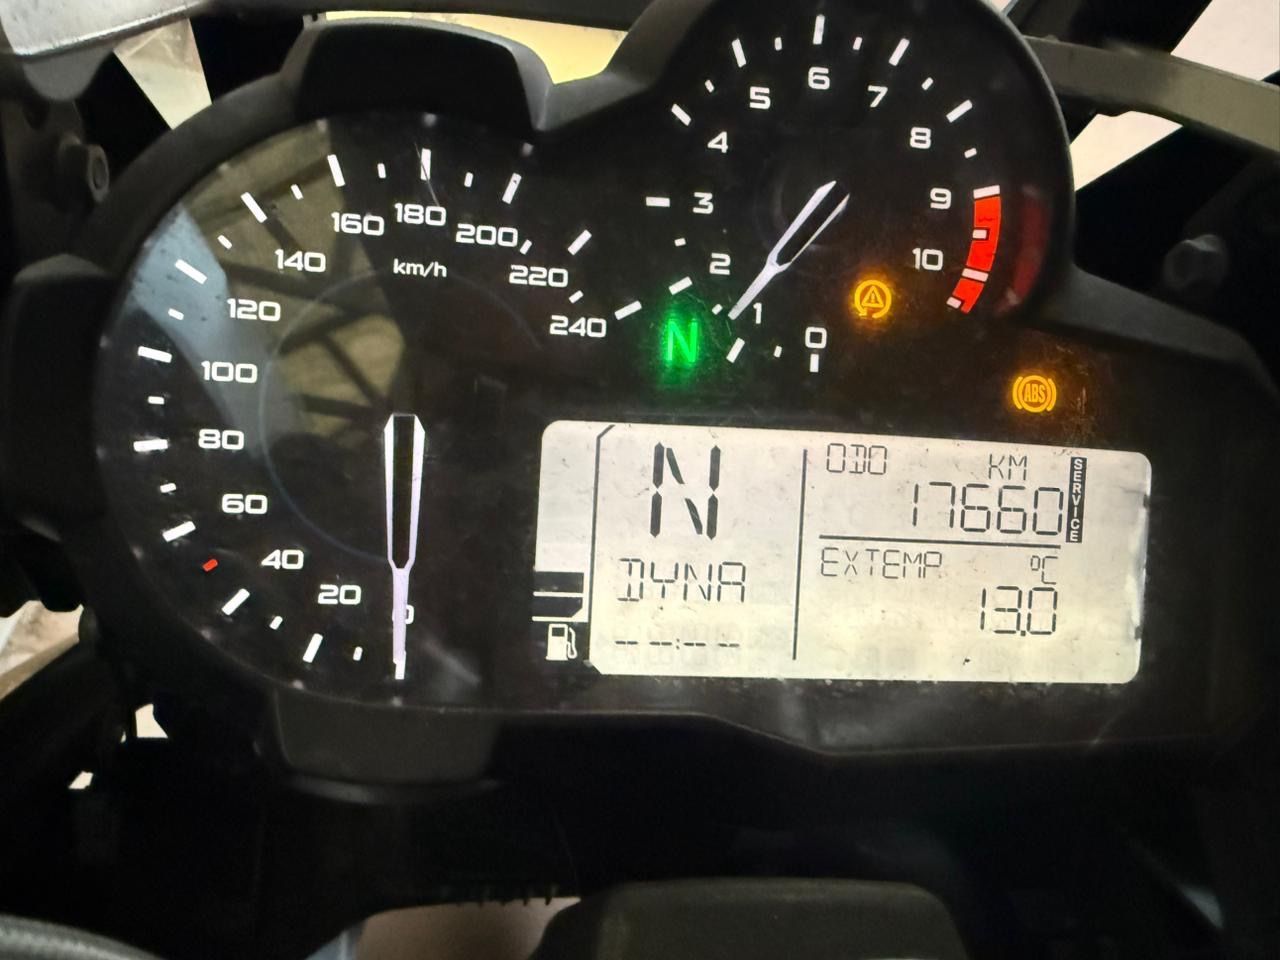 5 6 7
4 8
3 9
2 10
1 0
160 180 200
140 km/h 220
120 240
100
80
60
40
20
0
N
ABS
N
DYNA
-- --:-- --
ODO KM
17660
SERVICE
EXTEMP °C
13.0